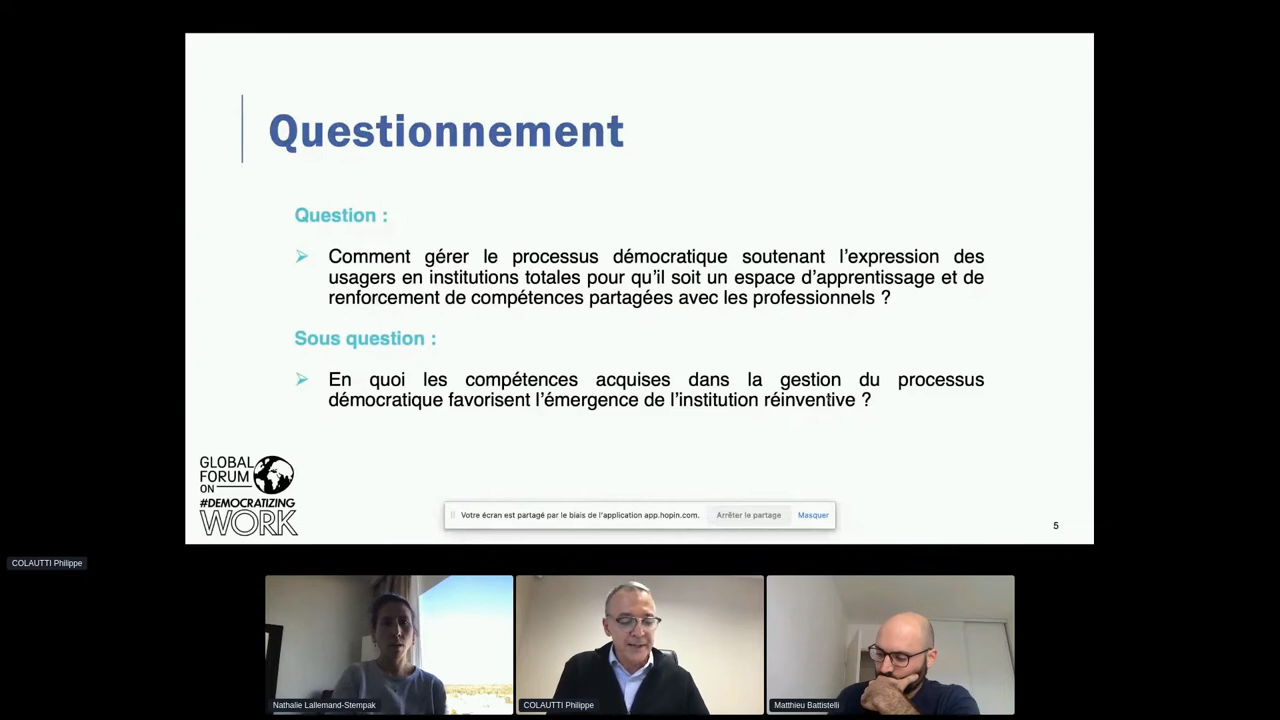 Questionnement
Question :
Comment gérer le processus démocratique soutenant l’expression des
usagers en institutions totales pour qu’il soit un espace d’apprentissage et de
renforcement de compétences partagées avec les professionnels ?
Sous question :
En quoi les compétences acquises dans la gestion du processus
démocratique favorisent l’émergence de l’institution réinventive ?
GLOBAL
FORUM
ON
#DEMOCRATIZING
WORK
Votre écran est partagé par le biais de l'application app.hopin.com.
Arrêter le partage
Masquer
5
COLAUTTI Philippe
Nathalie Lallemand-Stempak
COLAUTTI Philippe
Matthieu Battistelli